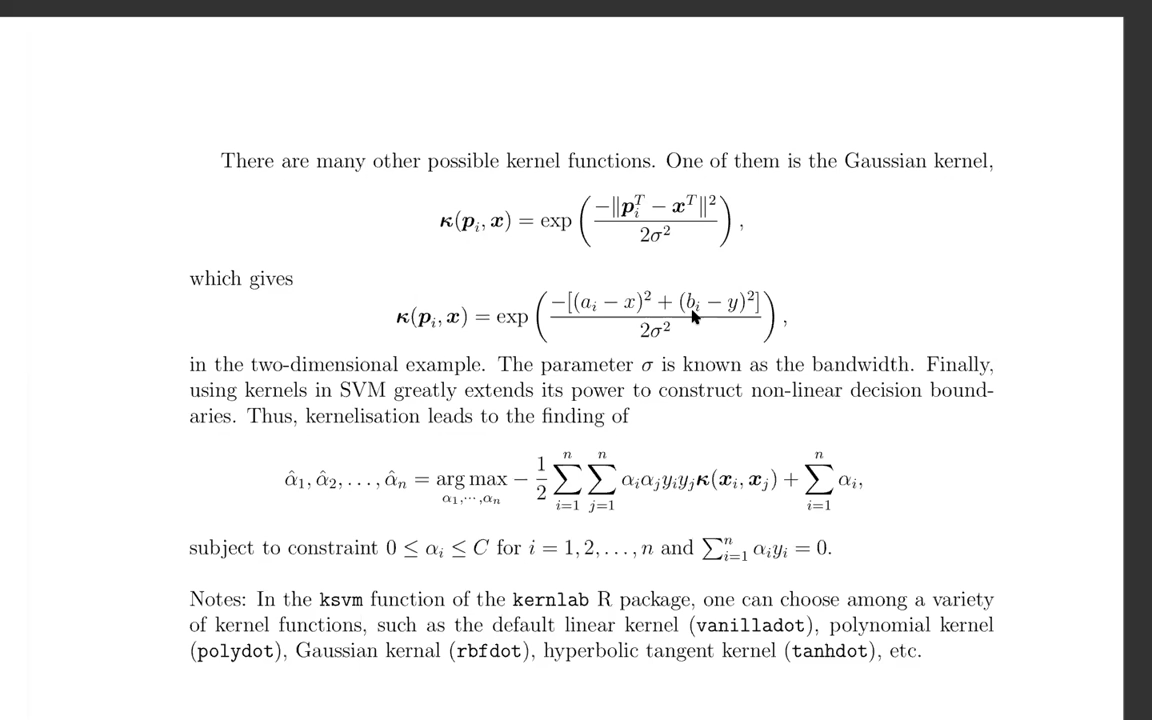 There are many other possible kernel functions. One of them is the Gaussian kernel,
κ(p_i, x) = exp ( −‖p_i^T − x^T‖² / 2σ² ) ,
which gives
κ(p_i, x) = exp ( −[(a_i − x)² + (b_i − y)²] / 2σ² ) ,
in the two-dimensional example. The parameter σ is known as the bandwidth. Finally,
using kernels in SVM greatly extends its power to construct non-linear decision bound-
aries. Thus, kernelisation leads to the finding of
α̂_1, α̂_2, . . . , α̂_n = arg max_{α_1,··· ,α_n} − 1/2 ∑_{i=1}^{n} ∑_{j=1}^{n} α_i α_j y_i y_j κ(x_i, x_j) + ∑_{i=1}^{n} α_i,
subject to constraint 0 ≤ α_i ≤ C for i = 1, 2, . . . , n and ∑_{i=1}^{n} α_i y_i = 0.
Notes: In the ksvm function of the kernlab R package, one can choose among a variety
of kernel functions, such as the default linear kernel (vanilladot), polynomial kernel
(polydot), Gaussian kernal (rbfdot), hyperbolic tangent kernel (tanhdot), etc.